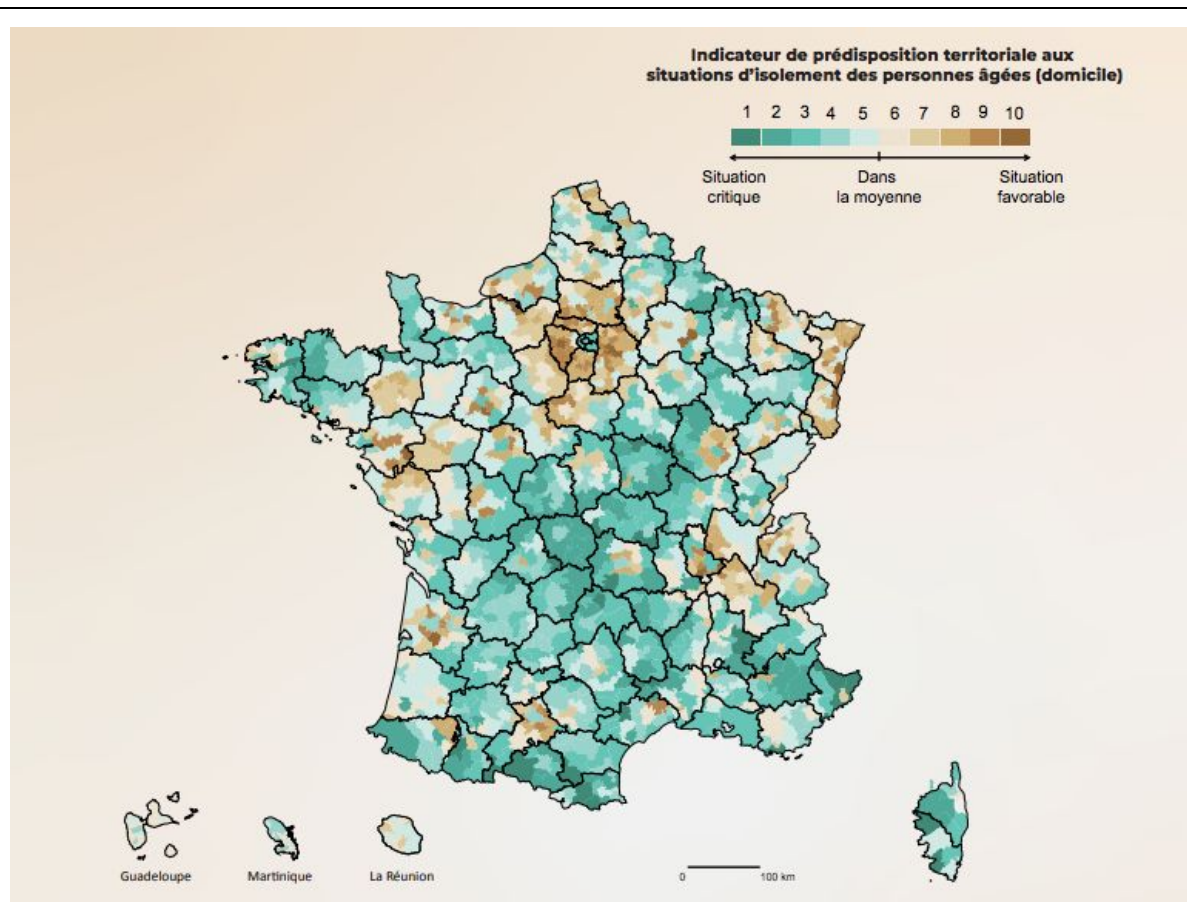 Indicateur de prédisposition territoriale aux
situations d'isolement des personnes âgées (domicile)
1 2 3 4 5 6 7 8 9 10
Situation critique
Dans la moyenne
Situation favorable
Guadeloupe
Martinique
La Réunion
0 100 km